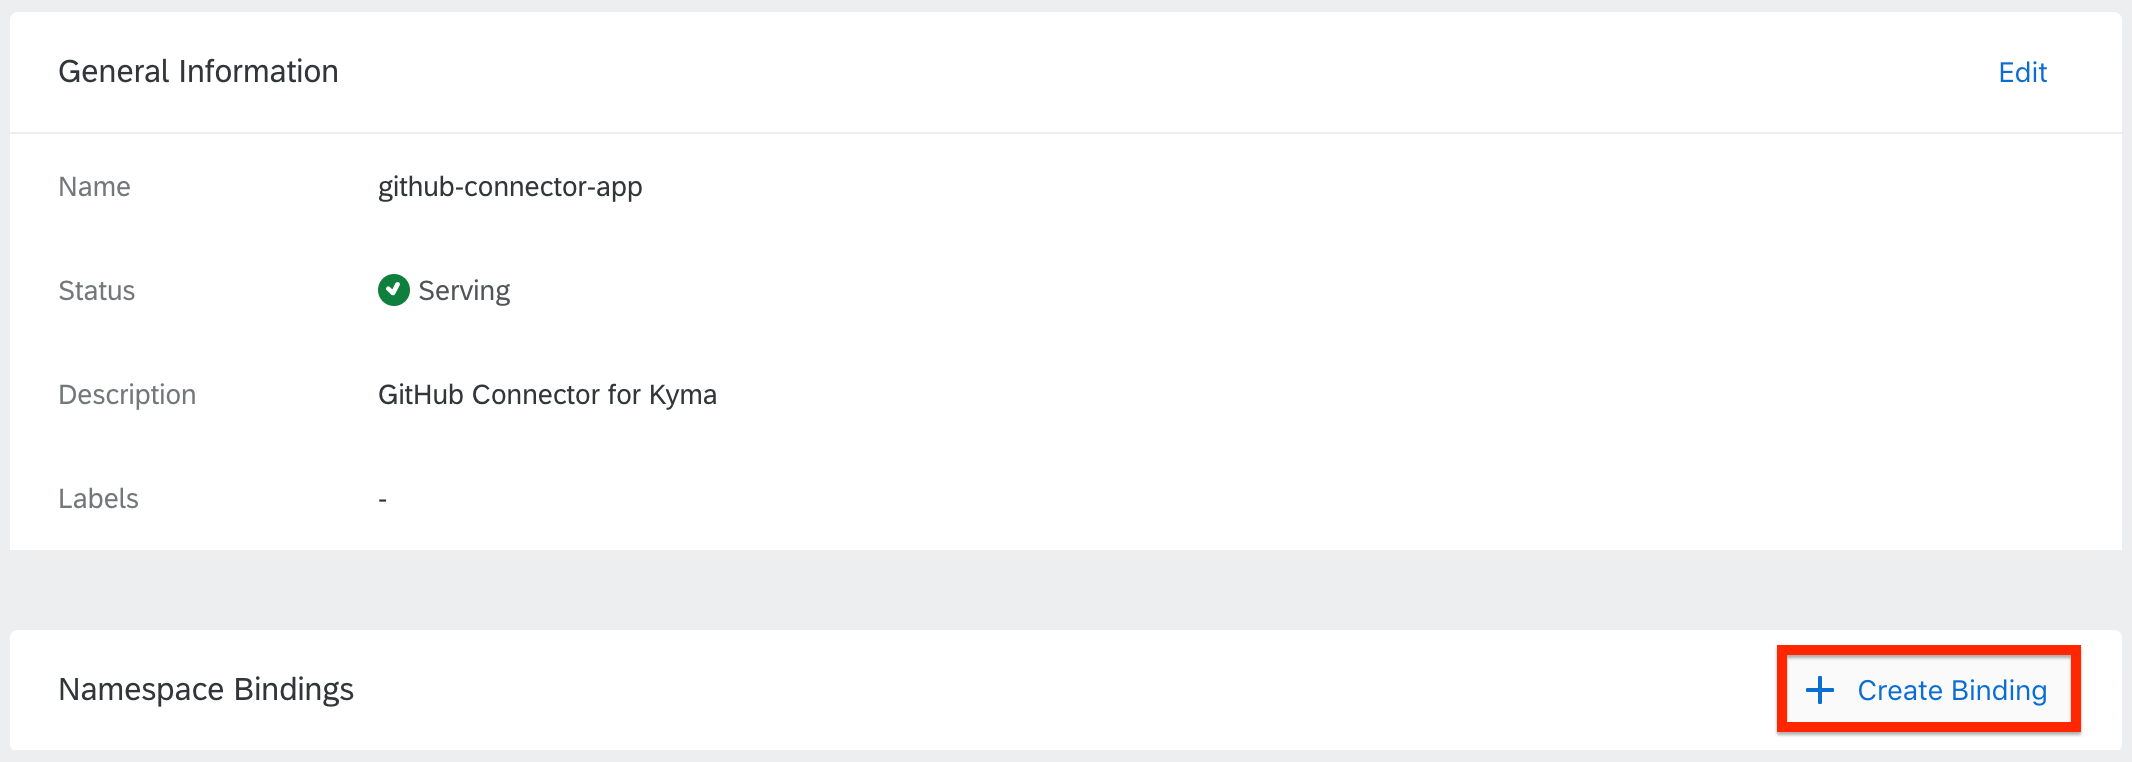 General Information
Edit
Name github-connector-app
Status Serving
Description GitHub Connector for Kyma
Labels -
Namespace Bindings
+ Create Binding